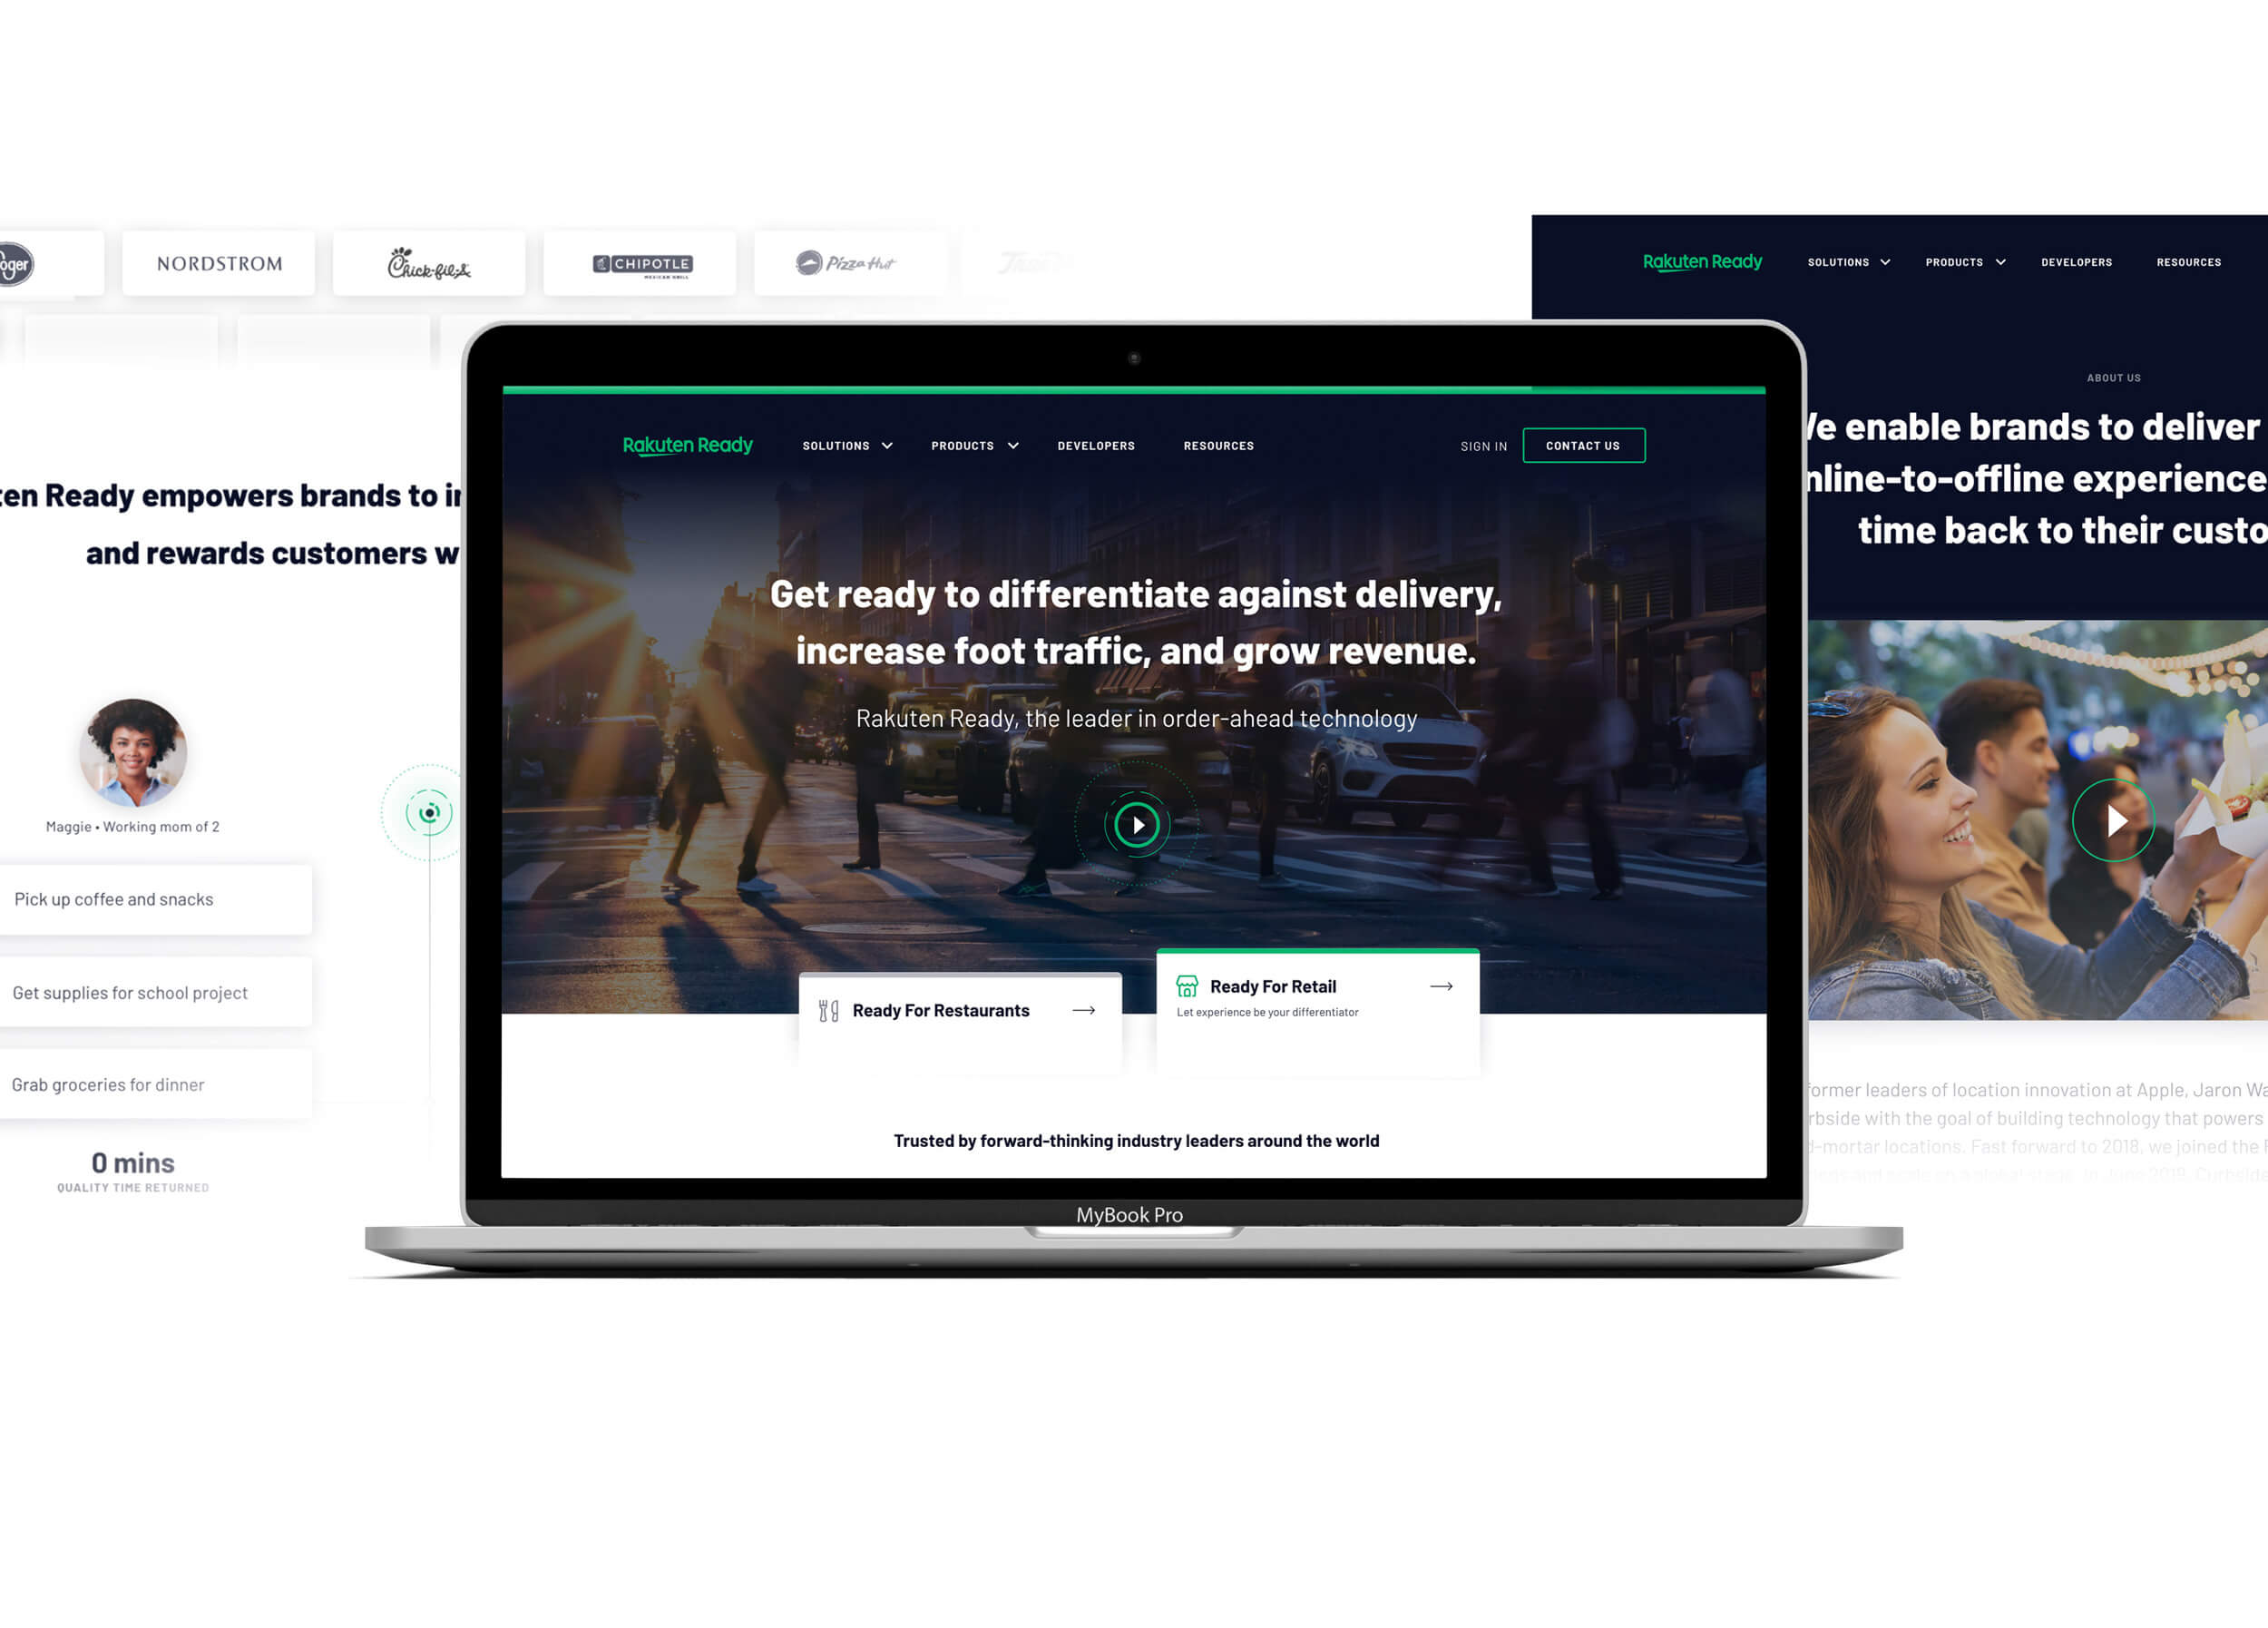 NORDSTROM
Chick-fil-A
CHIPOTLE
MEXICAN GRILL
Pizza Hut
Ready empowers brands to
and rewards customers
Maggie • Working mom of 2
Pick up coffee and snacks
Get supplies for school project
Grab groceries for dinner
0 mins
QUALITY TIME RETURNED
Rakuten Ready
SOLUTIONS
PRODUCTS
DEVELOPERS
RESOURCES
SIGN IN
CONTACT US
Get ready to differentiate against delivery,
increase foot traffic, and grow revenue.
Rakuten Ready, the leader in order-ahead technology
Ready For Restaurants
Ready For Retail
Let experience be your differentiator
Trusted by forward-thinking industry leaders around the world
MyBook Pro
Rakuten Ready
SOLUTIONS
PRODUCTS
DEVELOPERS
RESOURCES
ABOUT US
enable brands to deliver
nline-to-offline experience
time back to their custo
former leaders of location innovation at Apple, Jaron
rbside with the goal of building technology that powers
d-mortar locations. Fast forward to 2018, we joined the